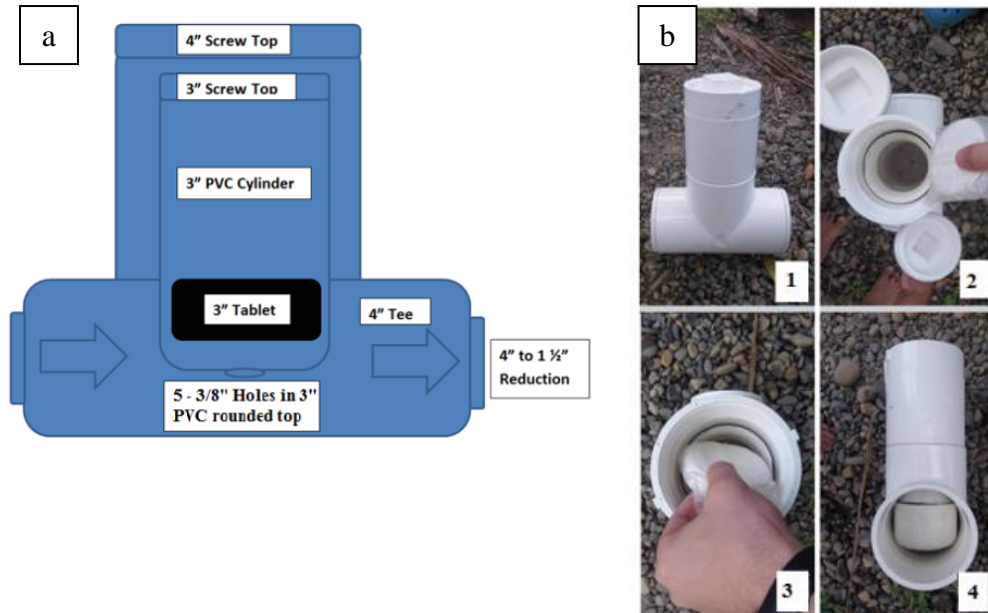 a
4” Screw Top
3” Screw Top
3” PVC Cylinder
3” Tablet
4” Tee
4” to 1 ½”
Reduction
5 - 3/8" Holes in 3"
PVC rounded top
b
1
2
3
4